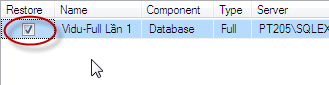 Restore Name Component Type Server
Vidu-Full Lần 1 Database Full PT205\SQLEX